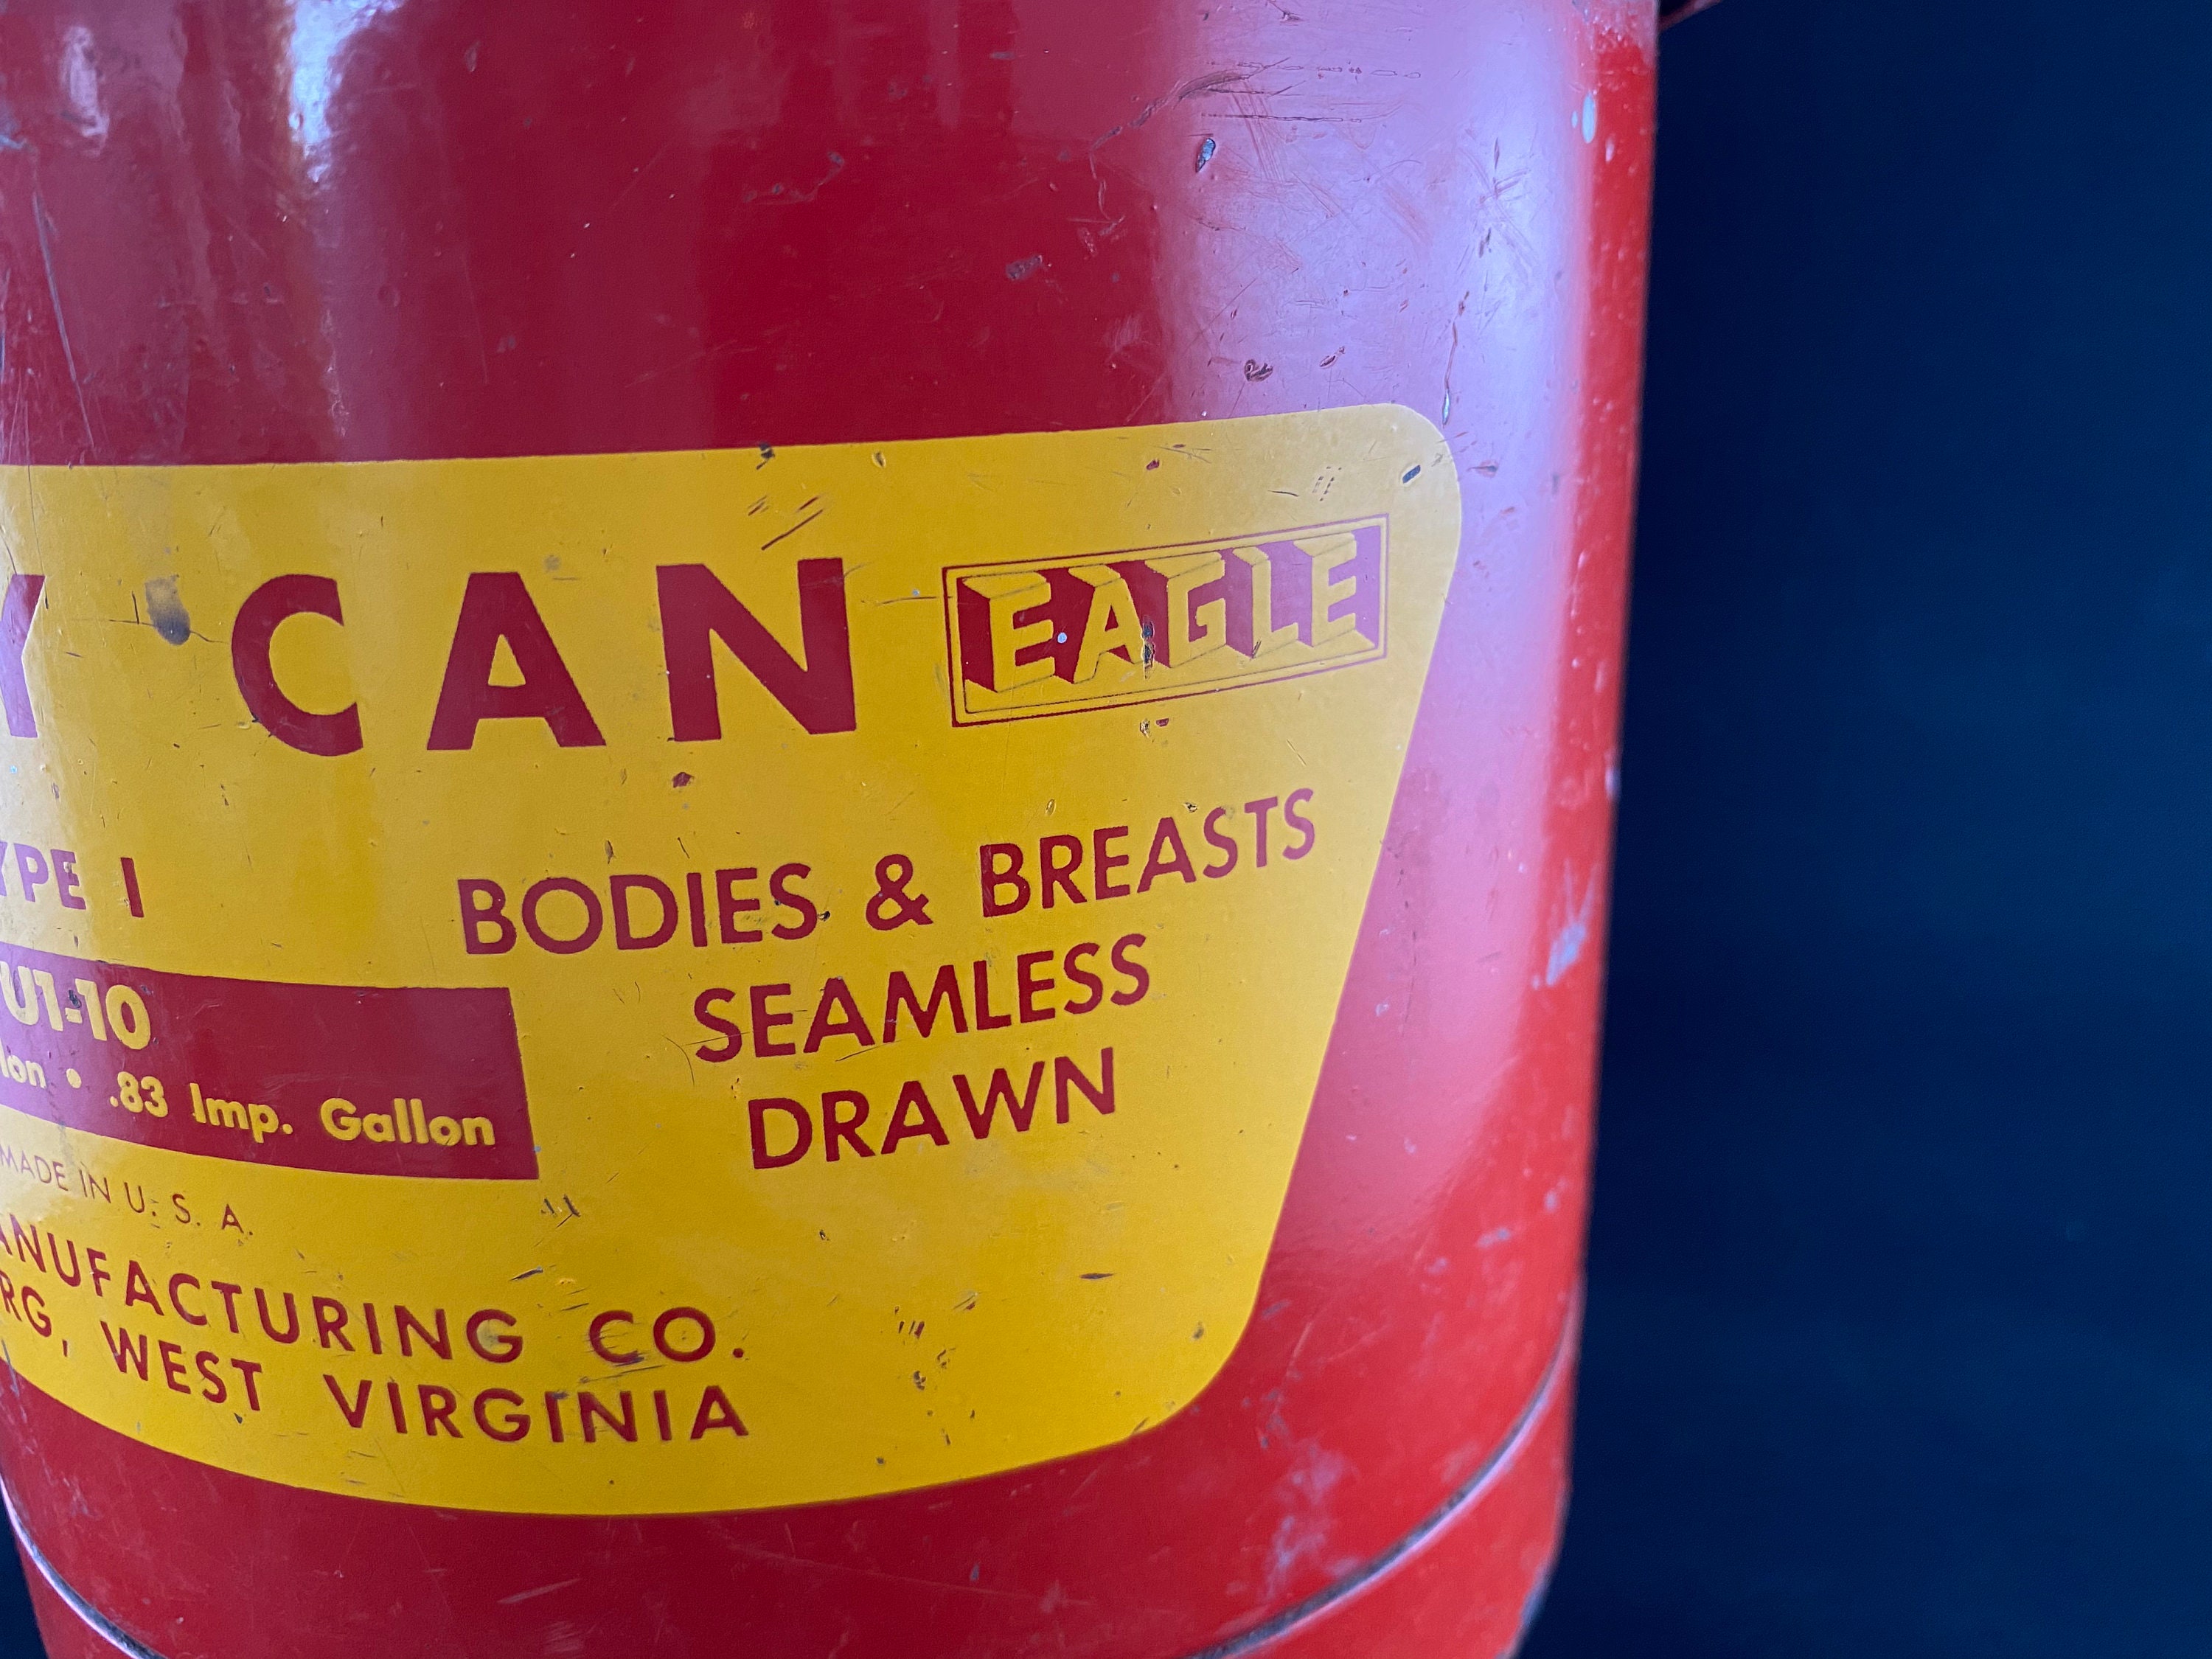 Y CAN EAGLE
YPE I
BODIES & BREASTS
SEAMLESS
DRAWN
U1-10
lon • .83 Imp. Gallon
MADE IN U. S. A.
ANUFACTURING CO.
RG, WEST VIRGINIA